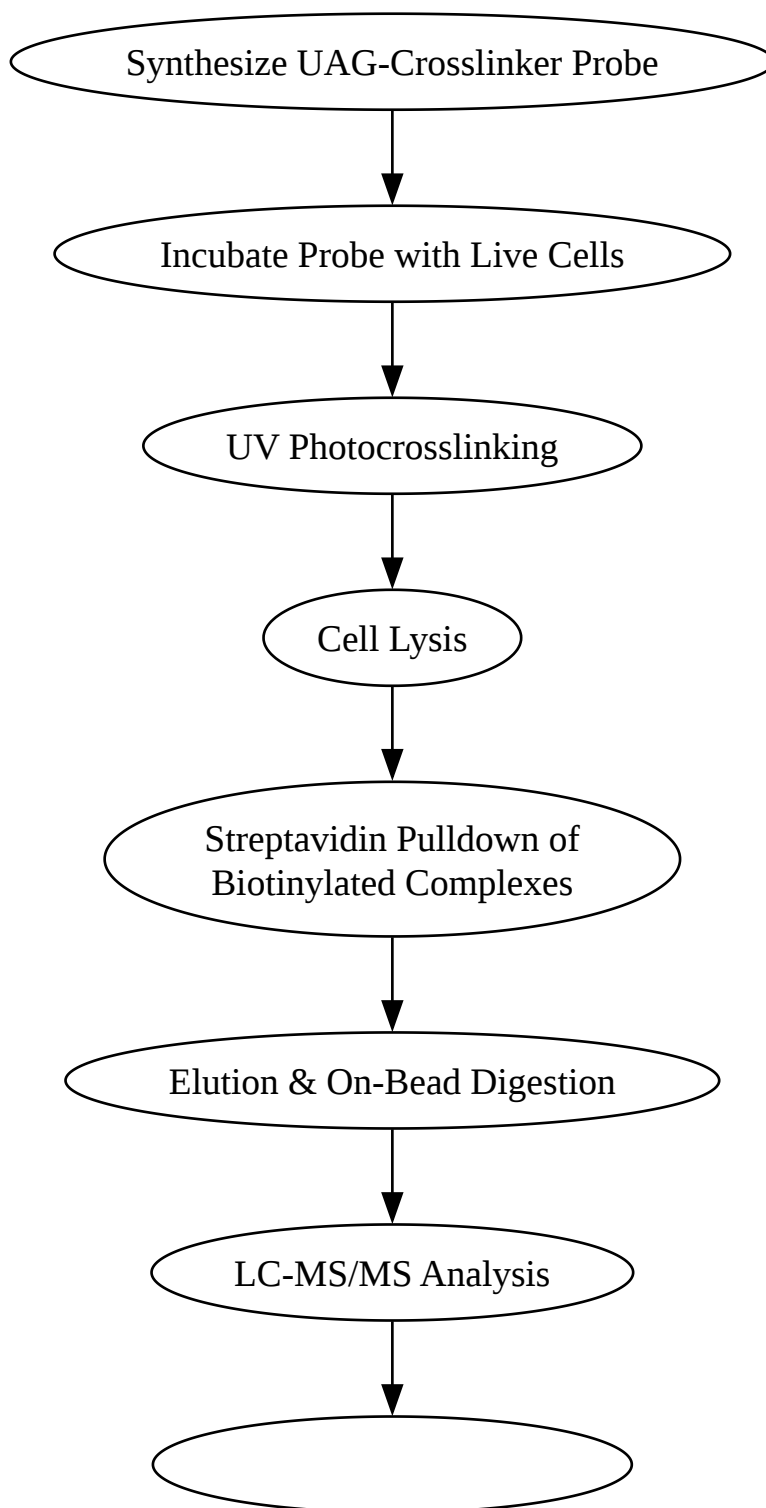 Synthesize UAG-Crosslinker Probe
Incubate Probe with Live Cells
UV Photocrosslinking
Cell Lysis
Streptavidin Pulldown of
Biotinylated Complexes
Elution & On-Bead Digestion
LC-MS/MS Analysis